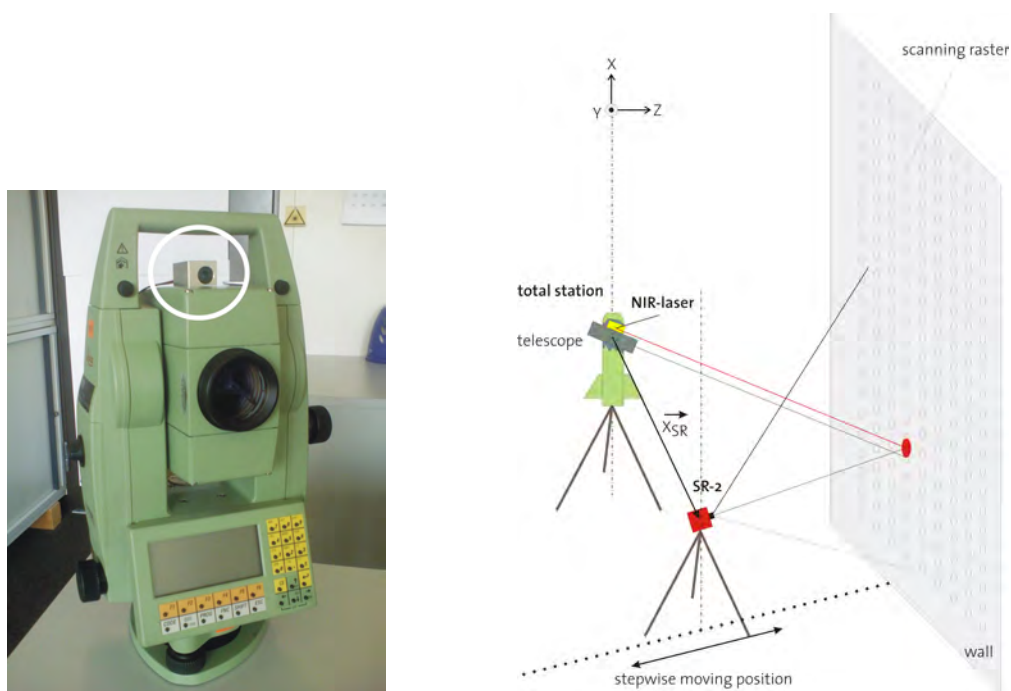 scanning raster
X
Y
Z
total station
NIR-laser
telescope
X_SR
SR-2
wall
stepwise moving position